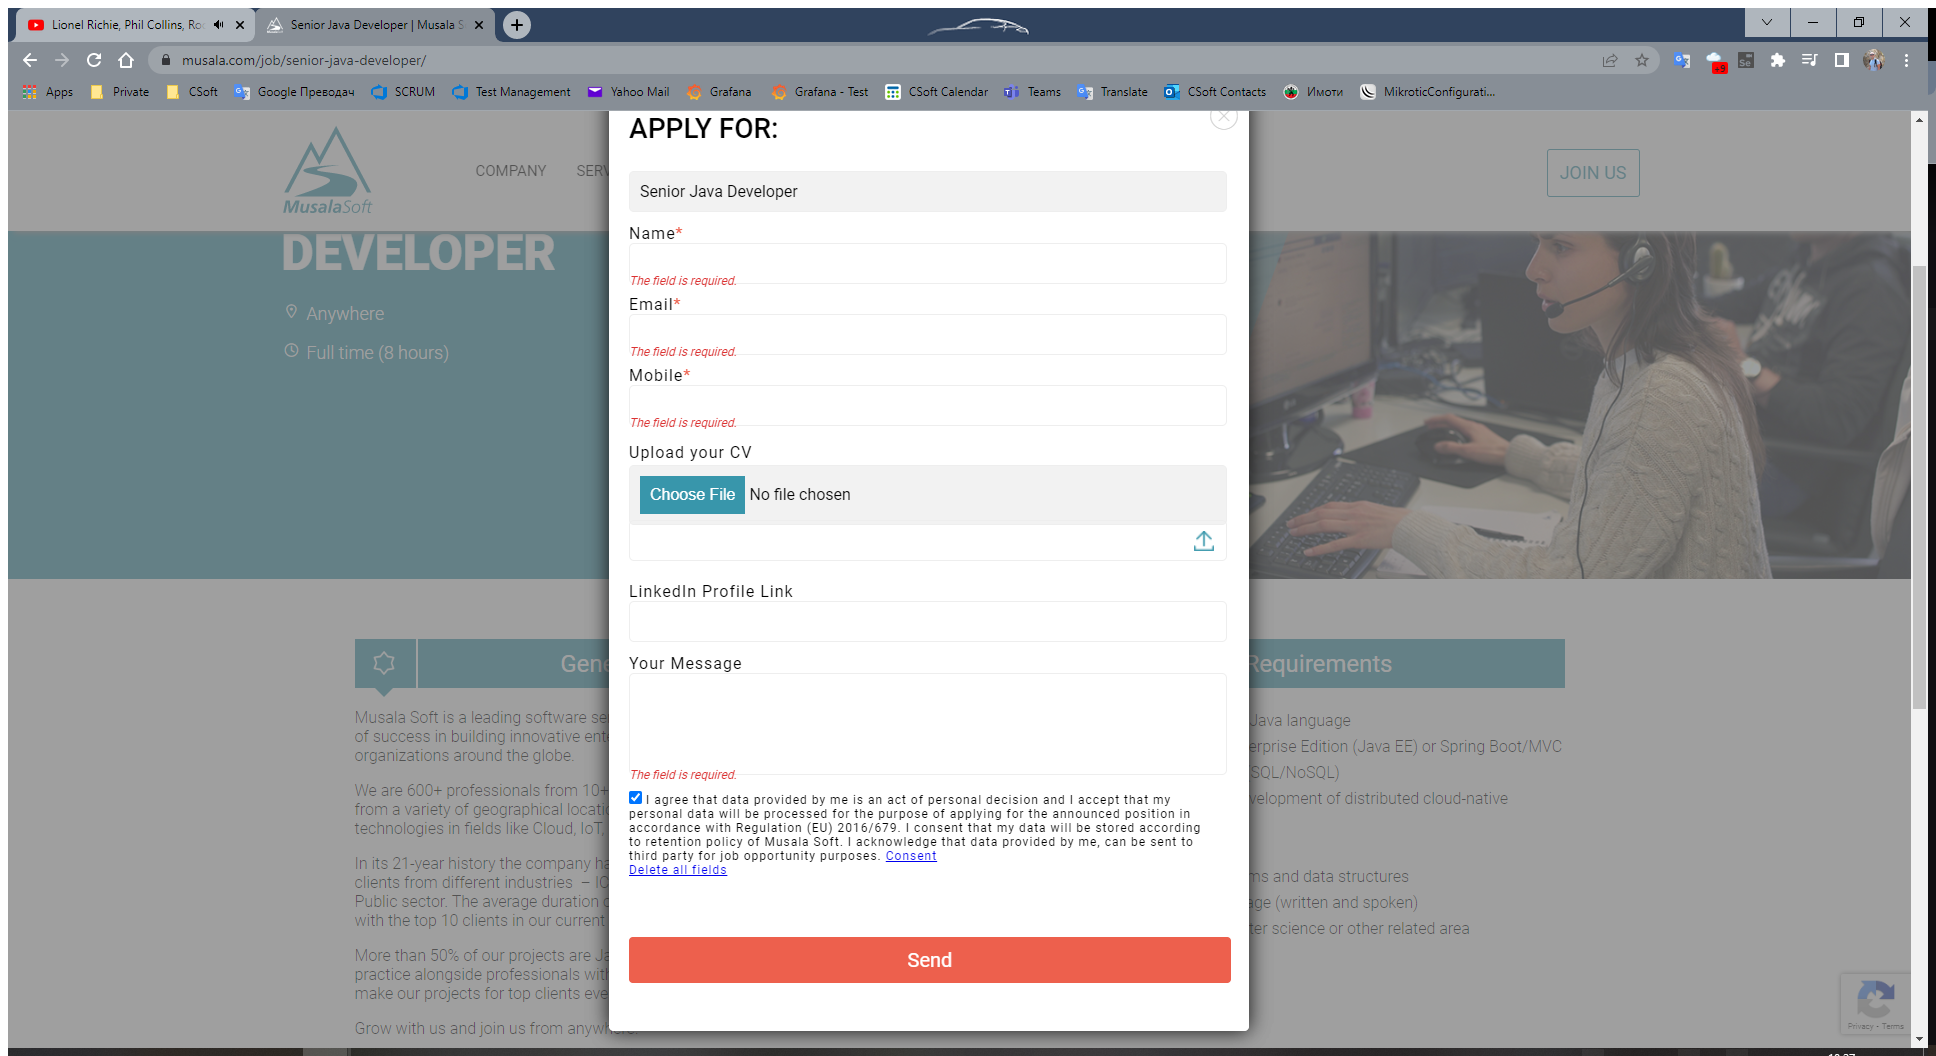 Lionel Richie, Phil Collins, Roc
Senior Java Developer | Musala S
musala.com/job/senior-java-developer/
Apps Private CSoft Google Преводач SCRUM Test Management Yahoo Mail Grafana Grafana - Test CSoft Calendar Teams Translate CSoft Contacts Имоти MikroticConfigurati...
MusalaSoft
COMPANY
SERV
JOIN US
DEVELOPER
Anywhere
Full time (8 hours)
APPLY FOR:
Senior Java Developer
Name*
The field is required.
Email*
The field is required.
Mobile*
The field is required.
Upload your CV
Choose File No file chosen
LinkedIn Profile Link
Your Message
The field is required.
I agree that data provided by me is an act of personal decision and I accept that my
personal data will be processed for the purpose of applying for the announced position in
accordance with Regulation (EU) 2016/679. I consent that my data will be stored according
to retention policy of Musala Soft. I acknowledge that data provided by me, can be sent to
third party for job opportunity purposes. Consent
Delete all fields
Send
Gene
Musala Soft is a leading software se
of success in building innovative ente
organizations around the globe.
We are 600+ professionals from 10+
from a variety of geographical locatio
technologies in fields like Cloud, IoT,
In its 21-year history the company ha
clients from different industries – IC
Public sector. The average duration o
with the top 10 clients in our current
More than 50% of our projects are Ja
practice alongside professionals with
make our projects for top clients eve
Grow with us and join us from anywhere.
Requirements
Java language
erprise Edition (Java EE) or Spring Boot/MVC
SQL/NoSQL)
velopment of distributed cloud-native
ms and data structures
age (written and spoken)
ter science or other related area
Privacy - Terms